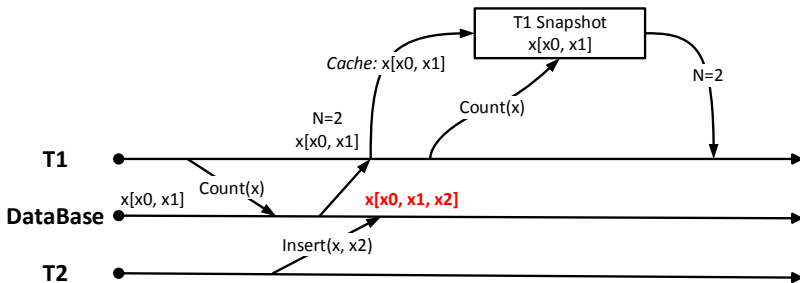 T1 Snapshot
x[x0, x1]
Cache: x[x0, x1]
N=2
Count(x)
N=2
x[x0, x1]
T1
Count(x)
x[x0, x1]
x[x0, x1, x2]
DataBase
Insert(x, x2)
T2